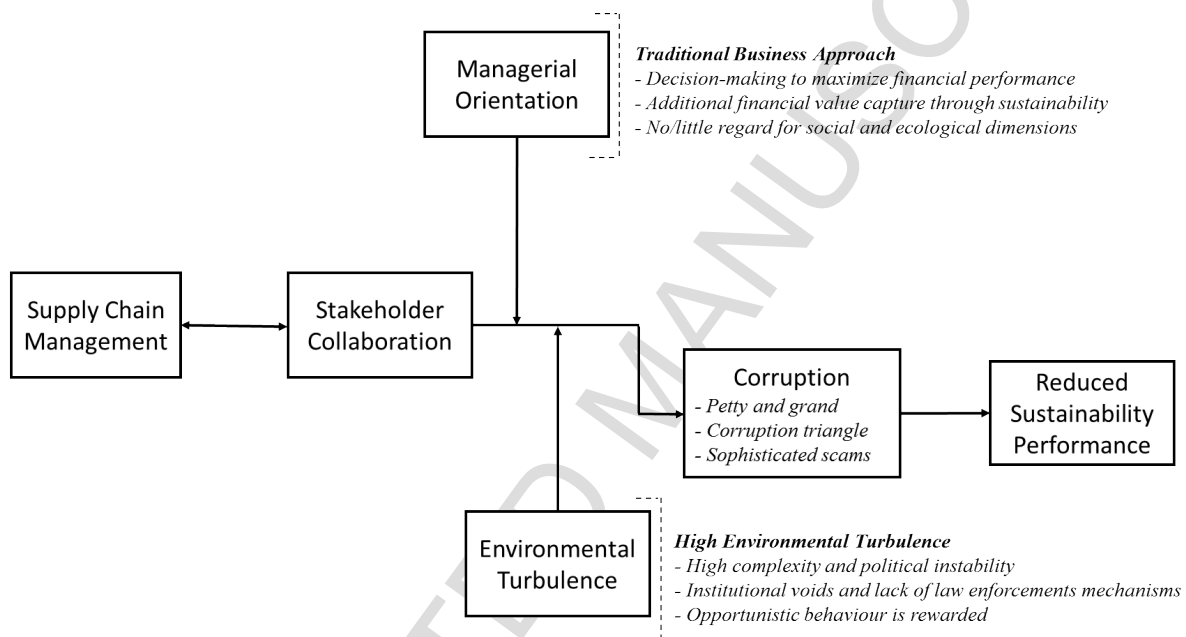 Managerial
Orientation
Traditional Business Approach
- Decision-making to maximize financial performance
- Additional financial value capture through sustainability
- No/little regard for social and ecological dimensions
Supply Chain
Management
Stakeholder
Collaboration
Corruption
- Petty and grand
- Corruption triangle
- Sophisticated scams
Reduced
Sustainability
Performance
Environmental
Turbulence
High Environmental Turbulence
- High complexity and political instability
- Institutional voids and lack of law enforcements mechanisms
- Opportunistic behaviour is rewarded
TED MANUSC